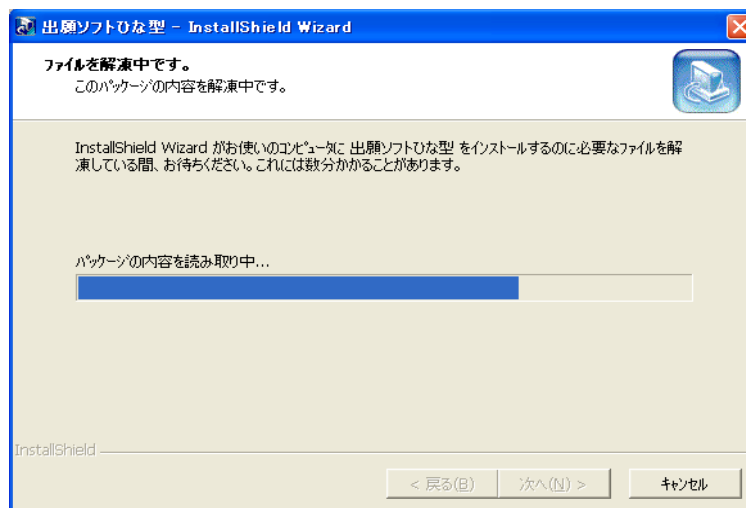 出願ソフトひな型 - InstallShield Wizard
ファイルを解凍中です。
このパッケージの内容を解凍中です。
InstallShield Wizard がお使いのコンピュータに 出願ソフトひな型 をインストールするのに必要なファイルを解
凍している間、お待ちください。これには数分かかることがあります。
パッケージの内容を読み取り中...
InstallShield
< 戻る(B)
次へ(N) >
キャンセル